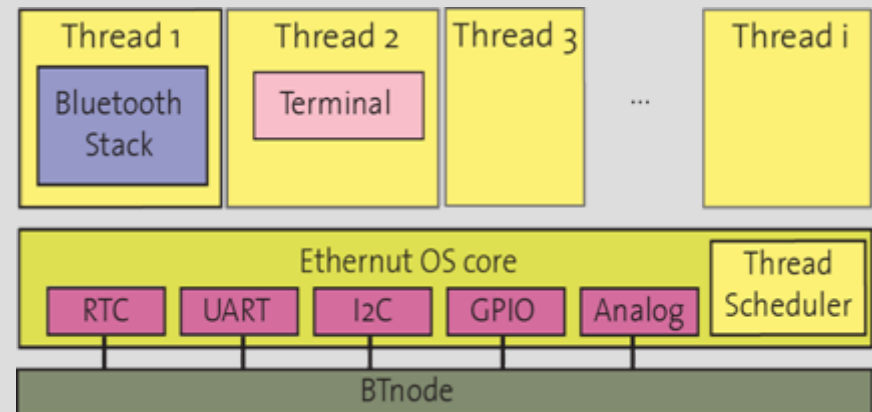 Thread 1
Thread 2
Thread 3
...
Thread i
Bluetooth
Stack
Terminal
Ethernut OS core
Thread
Scheduler
RTC
UART
I2C
GPIO
Analog
BTnode